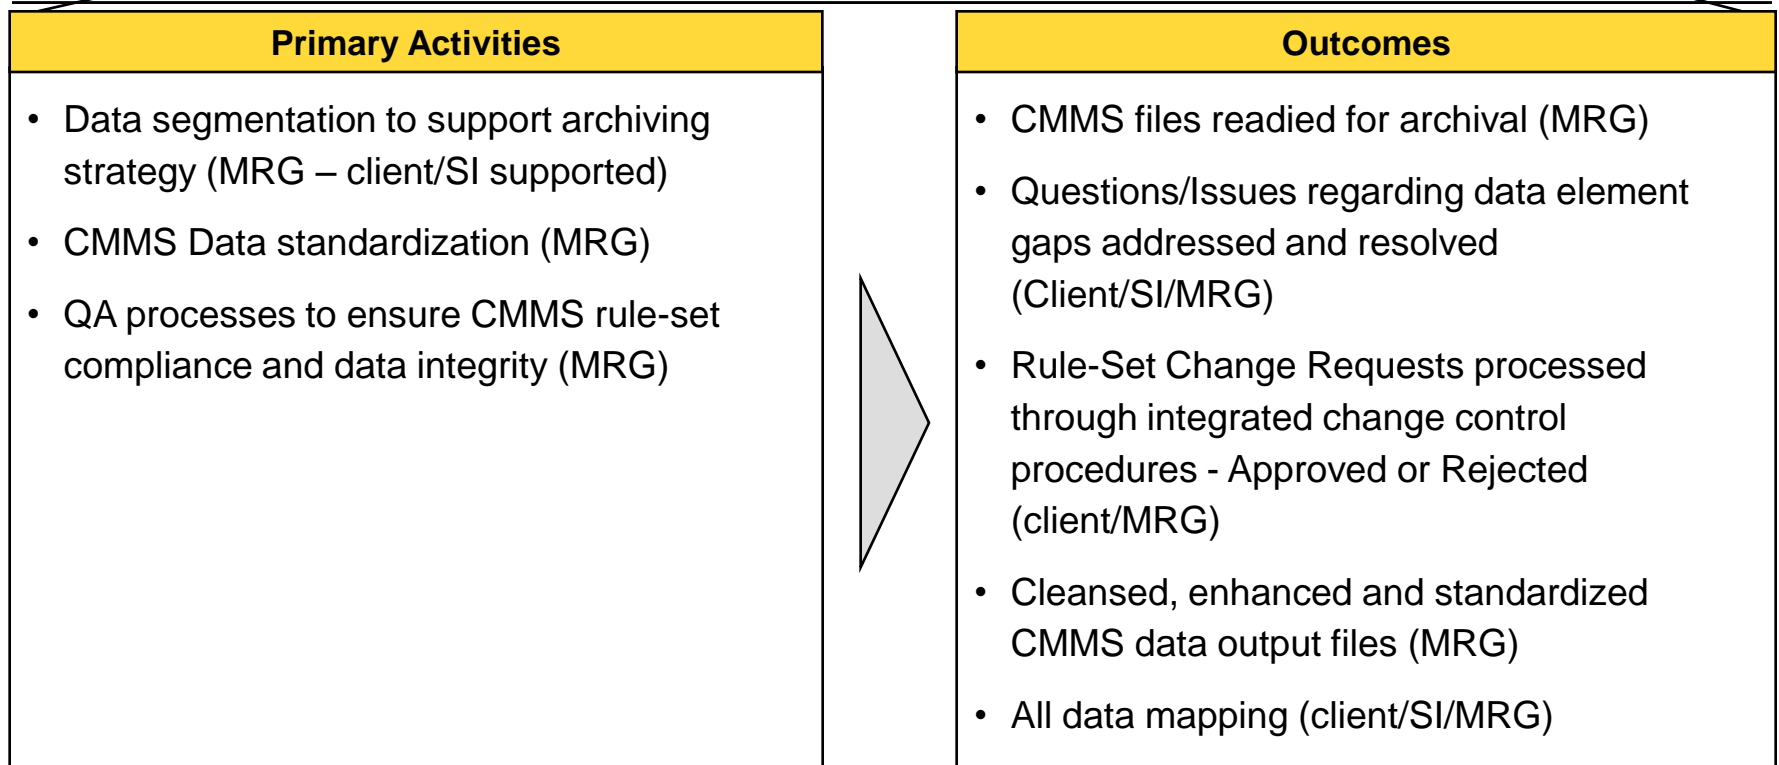 Primary Activities
• Data segmentation to support archiving
strategy (MRG – client/SI supported)
• CMMS Data standardization (MRG)
• QA processes to ensure CMMS rule-set
compliance and data integrity (MRG)
Outcomes
• CMMS files readied for archival (MRG)
• Questions/Issues regarding data element
gaps addressed and resolved
(Client/SI/MRG)
• Rule-Set Change Requests processed
through integrated change control
procedures - Approved or Rejected
(client/MRG)
• Cleansed, enhanced and standardized
CMMS data output files (MRG)
• All data mapping (client/SI/MRG)